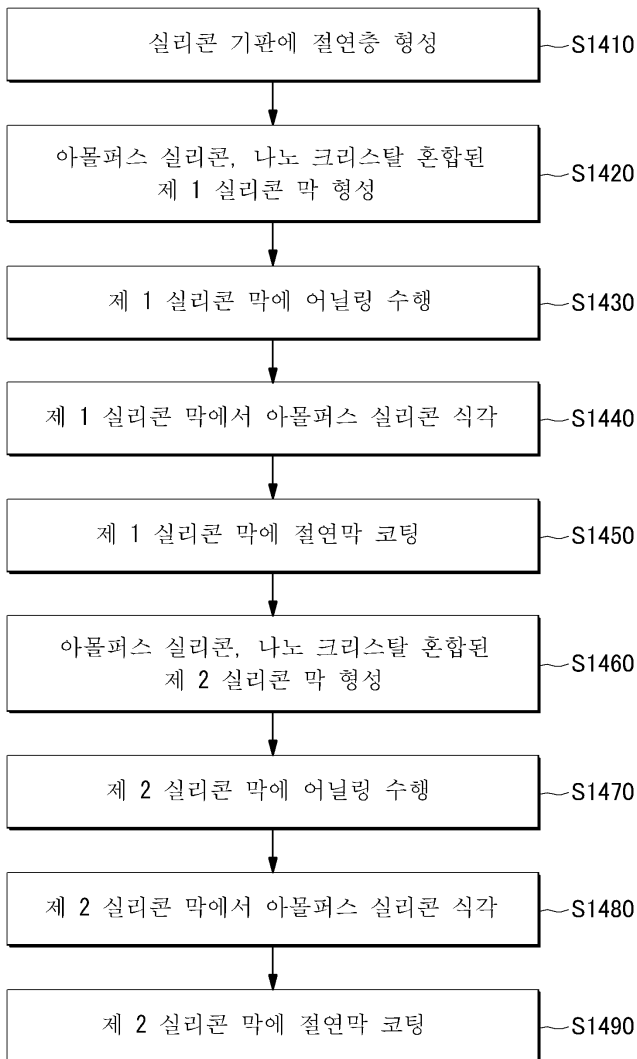 실리콘 기판에 절연층 형성
S1410
아몰퍼스 실리콘, 나노 크리스탈 혼합된
제 1 실리콘 막 형성
S1420
제 1 실리콘 막에 어닐링 수행
S1430
제 1 실리콘 막에서 아몰퍼스 실리콘 식각
S1440
제 1 실리콘 막에 절연막 코팅
S1450
아몰퍼스 실리콘, 나노 크리스탈 혼합된
제 2 실리콘 막 형성
S1460
제 2 실리콘 막에 어닐링 수행
S1470
제 2 실리콘 막에서 아몰퍼스 실리콘 식각
S1480
제 2 실리콘 막에 절연막 코팅
S1490